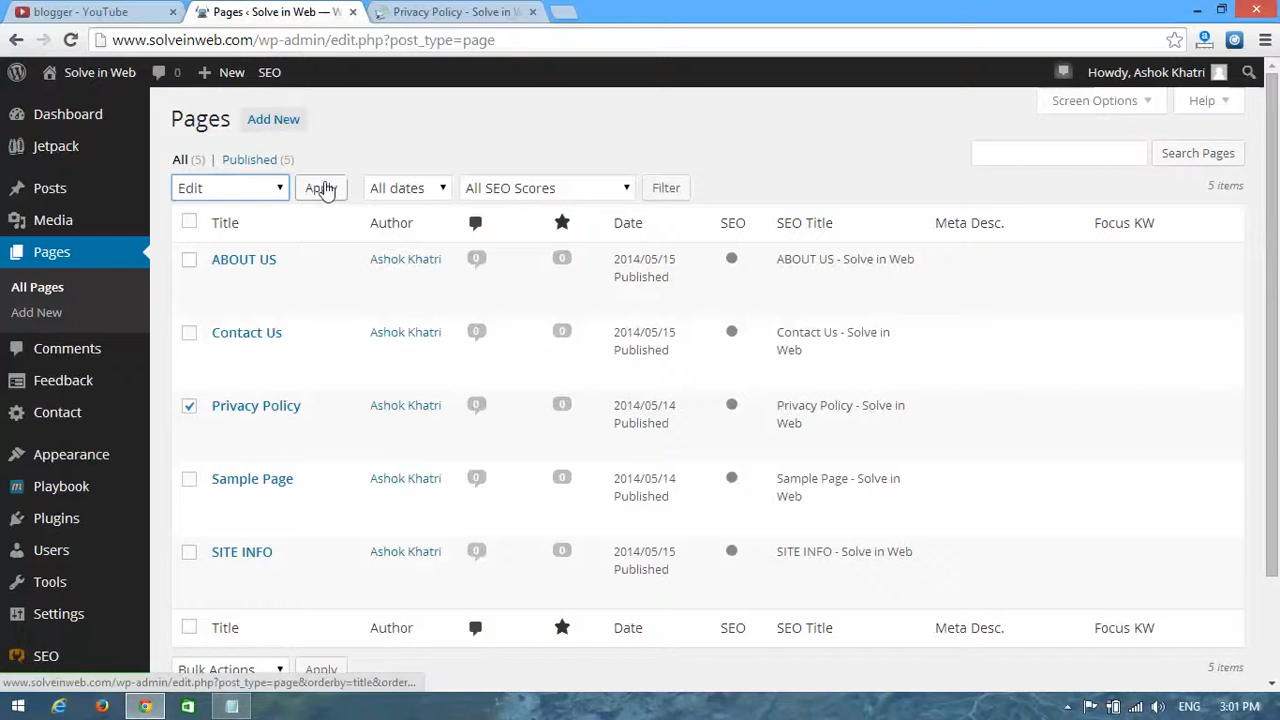 blogger - YouTube
Pages ‹ Solve in Web — W
Privacy Policy - Solve in W
www.solveinweb.com/wp-admin/edit.php?post_type=page
Solve in Web
0
New
SEO
Howdy, Ashok Khatri
Dashboard
Jetpack
Posts
Media
Pages
All Pages
Add New
Comments
Feedback
Contact
Appearance
Playbook
Plugins
Users
Tools
Settings
SEO
Pages Add New
Screen Options
Help
All (5) | Published (5)
Search Pages
Edit
Apply
All dates
All SEO Scores
Filter
5 items
Title Author Date SEO SEO Title Meta Desc. Focus KW
ABOUT US Ashok Khatri 0 0 2014/05/15 ABOUT US - Solve in Web
Published
Contact Us Ashok Khatri 0 0 2014/05/15 Contact Us - Solve in
Published Web
Privacy Policy Ashok Khatri 0 0 2014/05/14 Privacy Policy - Solve in
Published Web
Sample Page Ashok Khatri 0 0 2014/05/14 Sample Page - Solve in
Published Web
SITE INFO Ashok Khatri 0 0 2014/05/15 SITE INFO - Solve in Web
Published
Title Author Date SEO SEO Title Meta Desc. Focus KW
Bulk Actions Apply 5 items
www.solveinweb.com/wp-admin/edit.php?post_type=page&orderby=title&order...
ENG 3:01 PM